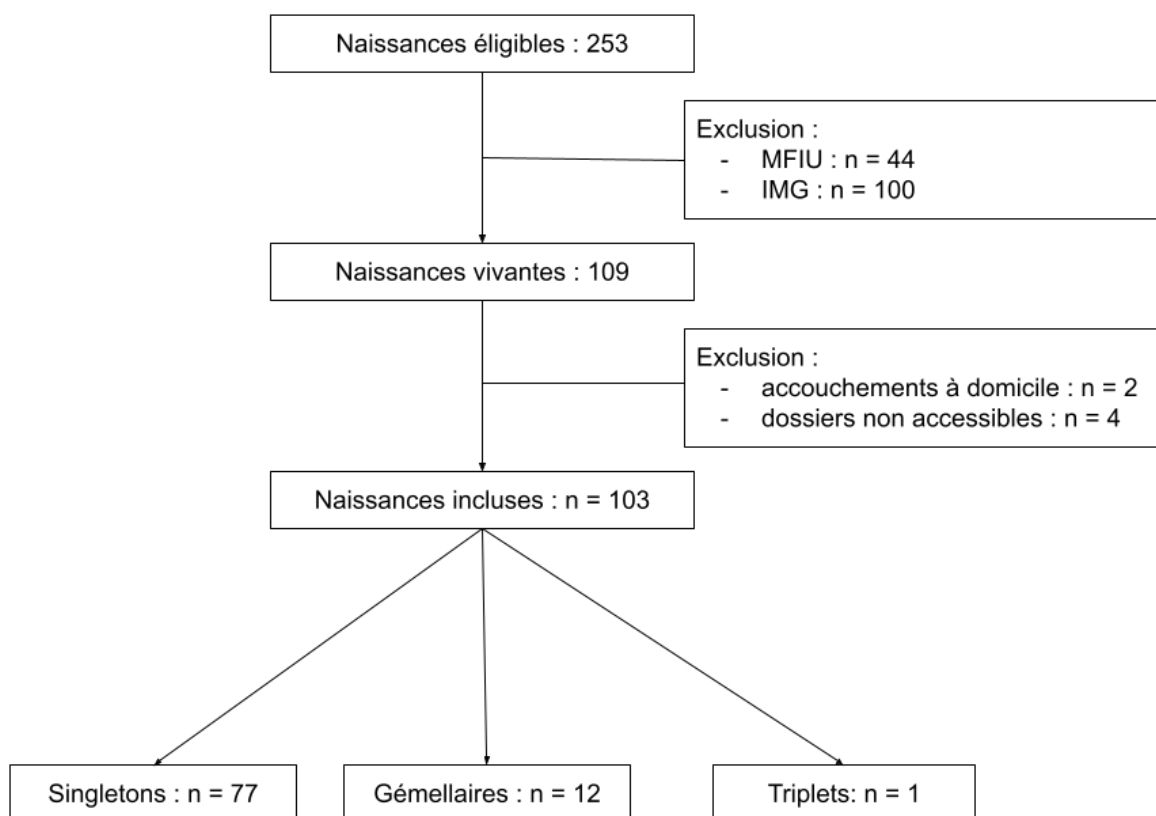 Naissances éligibles : 253
Exclusion :
- MFIU : n = 44
- IMG : n = 100
Naissances vivantes : 109
Exclusion :
- accouchements à domicile : n = 2
- dossiers non accessibles : n = 4
Naissances incluses : n = 103
Singletons : n = 77
Gémellaires : n = 12
Triplets: n = 1